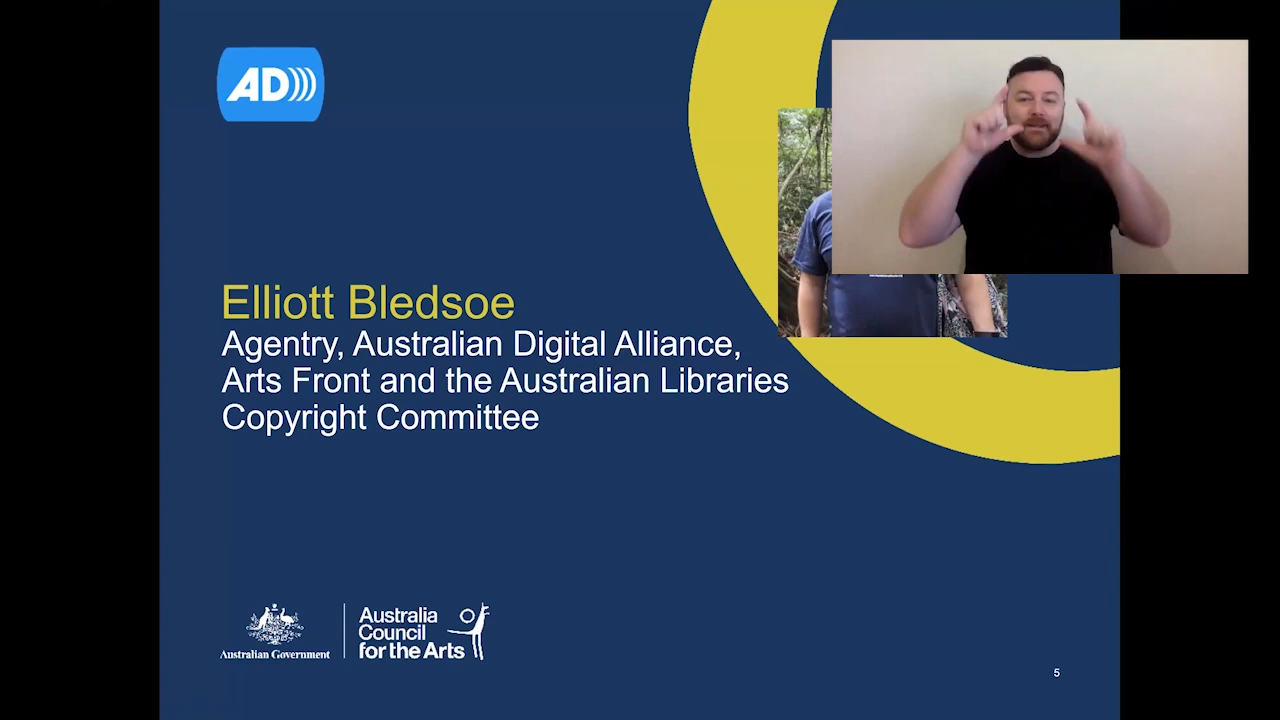 AD)))
Elliott Bledsoe
Agentry, Australian Digital Alliance,
Arts Front and the Australian Libraries
Copyright Committee
Australian Government
Australia
Council
for the Arts
5